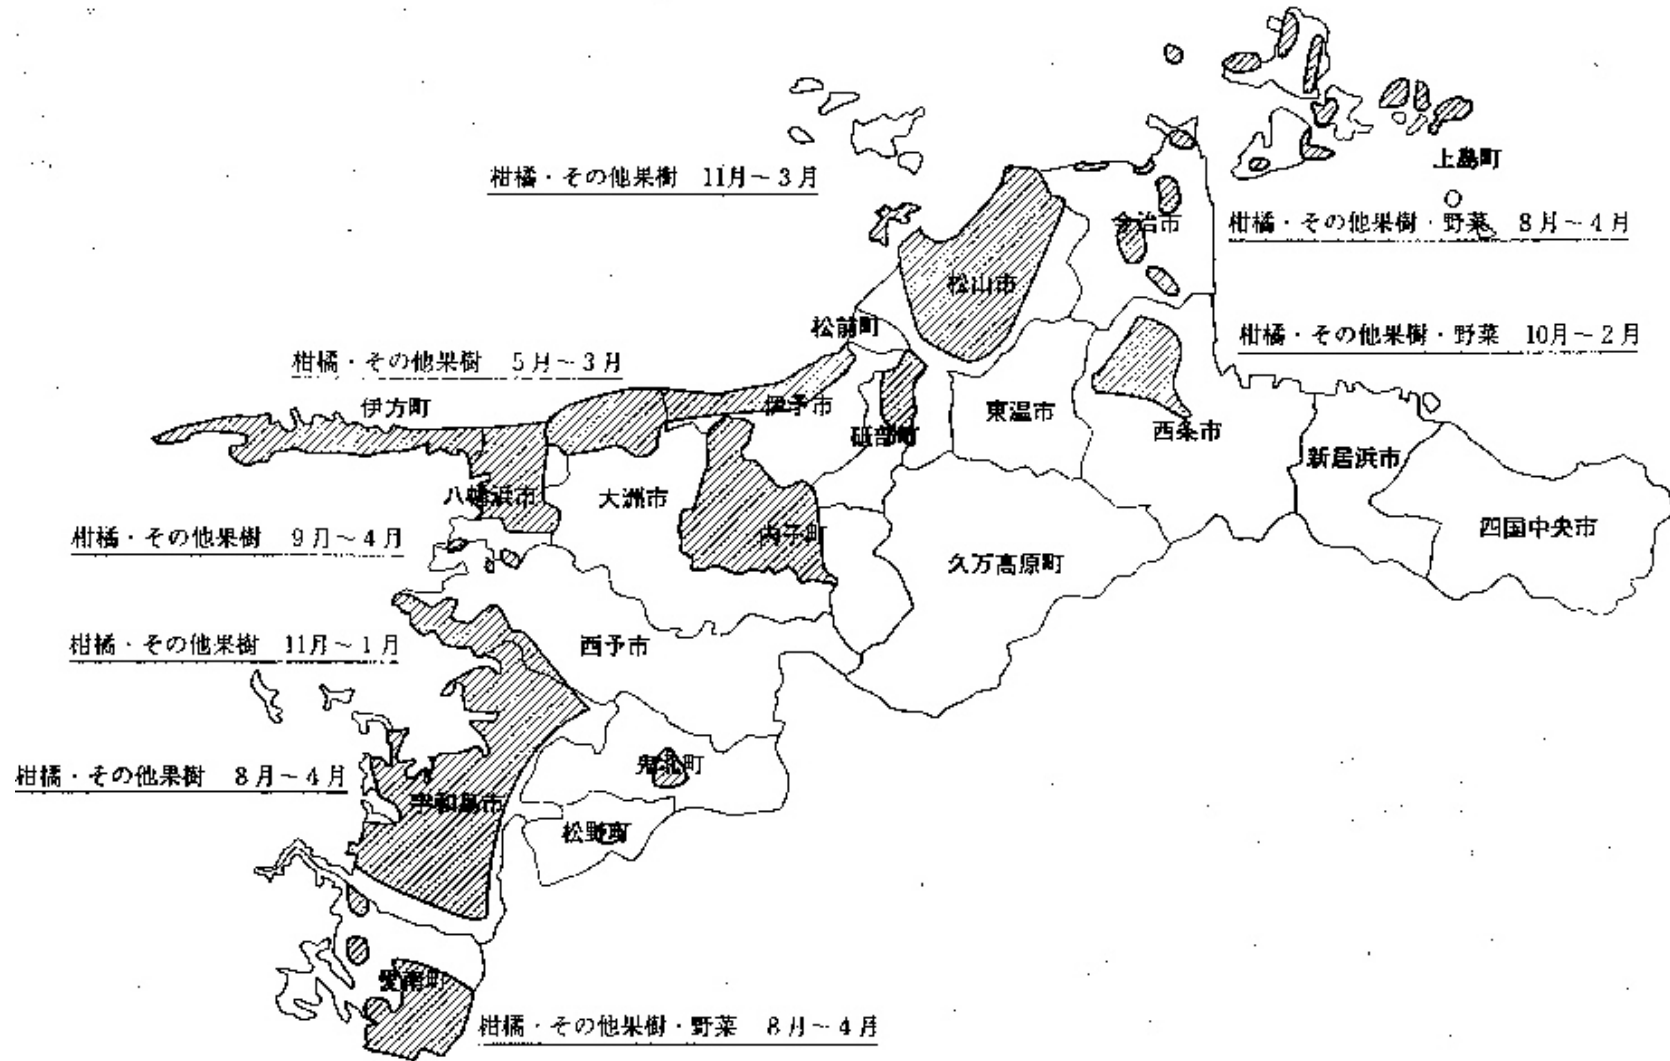 上島町
柑橘・その他果樹 11月～3月
今治市
柑橘・その他果樹・野菜 8月～4月
松山市
松前町
柑橘・その他果樹・野菜 10月～2月
柑橘・その他果樹 5月～3月
伊方町
伊予市
東温市
砥部町
西条市
新居浜市
八幡浜市
大洲市
四国中央市
柑橘・その他果樹 9月～4月
内子町
久万高原町
柑橘・その他果樹 11月～1月
西予市
柑橘・その他果樹 8月～4月
鬼北町
宇和島市
松野町
愛南町
柑橘・その他果樹・野菜 8月～4月